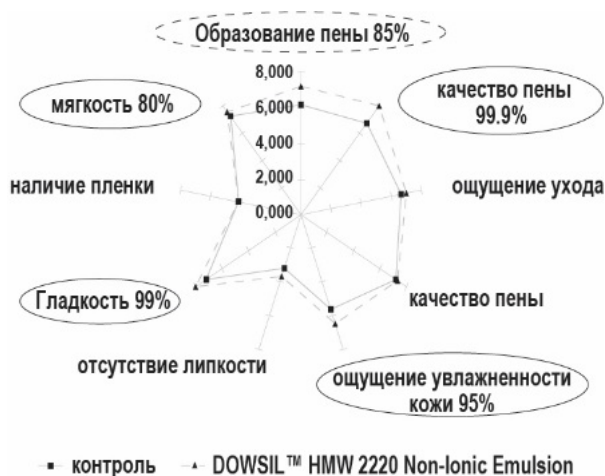 Образование пены 85%
8,000
6,000
4,000
2,000
0,000
качество пены
99.9%
ощущение ухода
качество пены
ощущение увлажненности
кожи 95%
отсутствие липкости
Гладкость 99%
наличие пленки
мягкость 80%
контроль
DOWSIL™ HMW 2220 Non-Ionic Emulsion